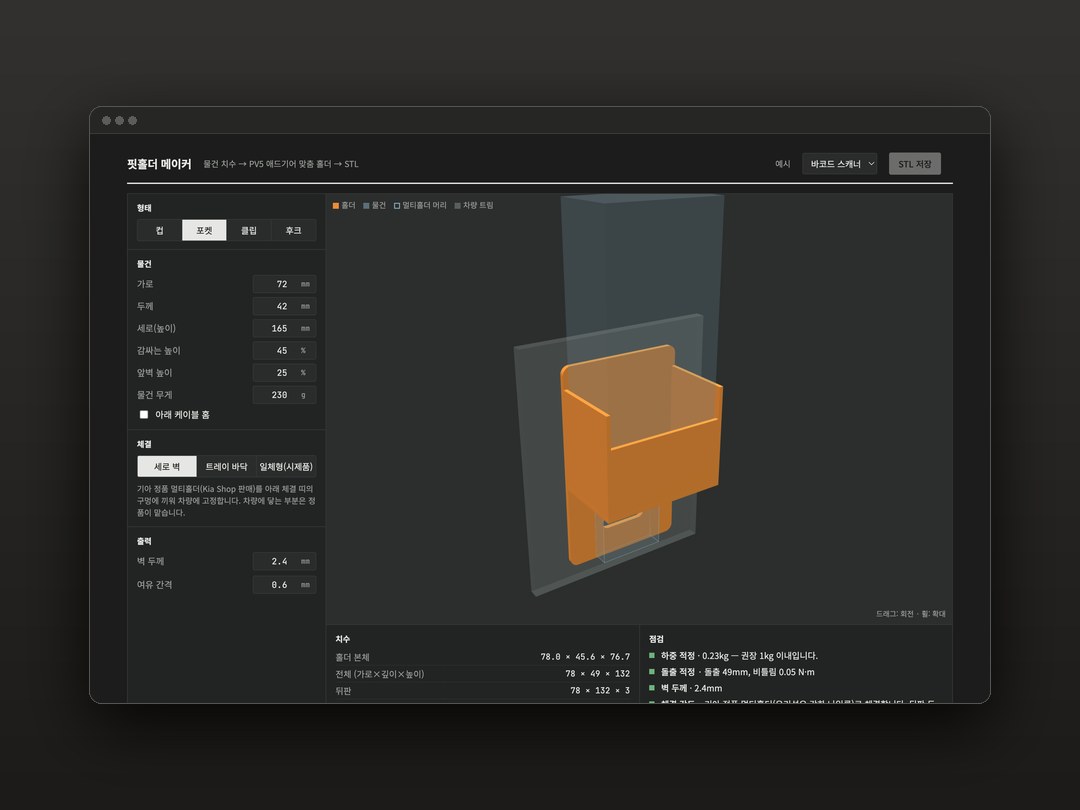 핏홀더 메이커
물건 치수 → PV5 애드기어 맞춤 홀더 → STL
예시
바코드 스캐너
STL 저장
형태
컵
포켓
클립
후크
물건
가로 72 mm
두께 42 mm
세로(높이) 165 mm
감싸는 높이 45 %
앞벽 높이 25 %
물건 무게 230 g
아래 케이블 홈
체결
세로 벽
트레이 바닥
일체형(시제품)
기아 정품 멀티홀더(Kia Shop 판매)를 아래 체결 띠의
구멍에 끼워 차량에 고정합니다. 차량에 닿는 부분은 정
품이 맡습니다.
출력
벽 두께 2.4 mm
여유 간격 0.6 mm
홀더
물건
멀티홀더 머리
차량 트림
드래그: 회전 · 휠: 확대
치수
홀더 본체 78.0 × 45.6 × 76.7
전체 (가로×깊이×높이) 78 × 49 × 132
뒤판 78 × 132 × 3
점검
하중 적정 · 0.23kg — 권장 1kg 이내입니다.
돌출 적정 · 돌출 49mm, 비틀림 0.05 N·m
벽 두께 · 2.4mm